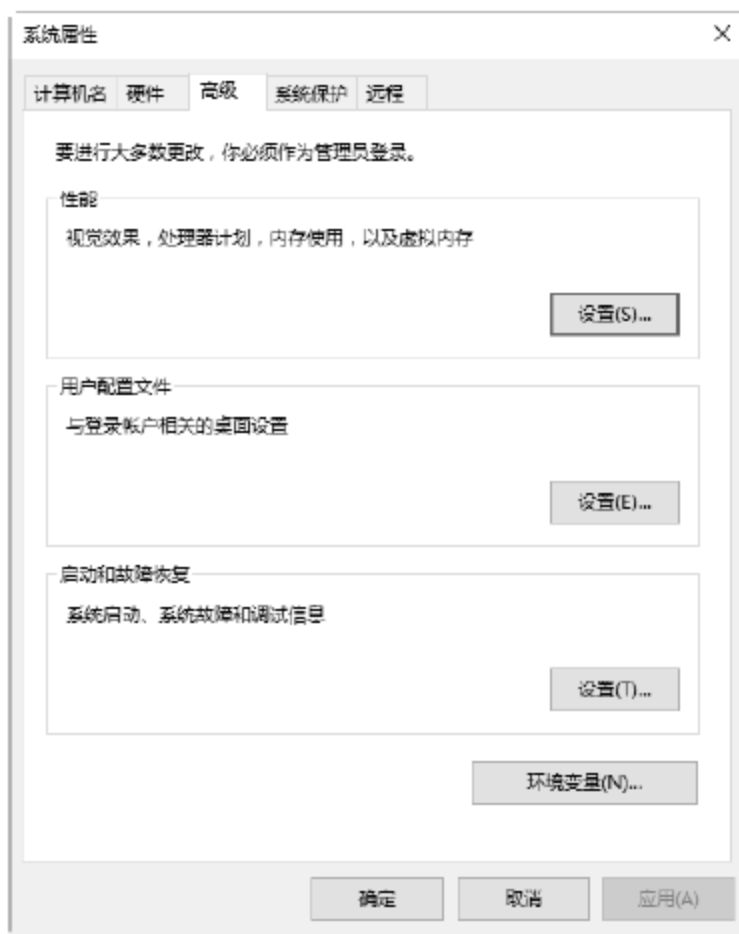 系统属性
计算机名 硬件 高级 系统保护 远程
要进行大多数更改，你必须作为管理员登录。
性能
视觉效果，处理器计划，内存使用，以及虚拟内存
设置(S)...
用户配置文件
与登录帐户相关的桌面设置
设置(E)...
启动和故障恢复
系统启动、系统故障和调试信息
设置(T)...
环境变量(N)...
确定 取消 应用(A)